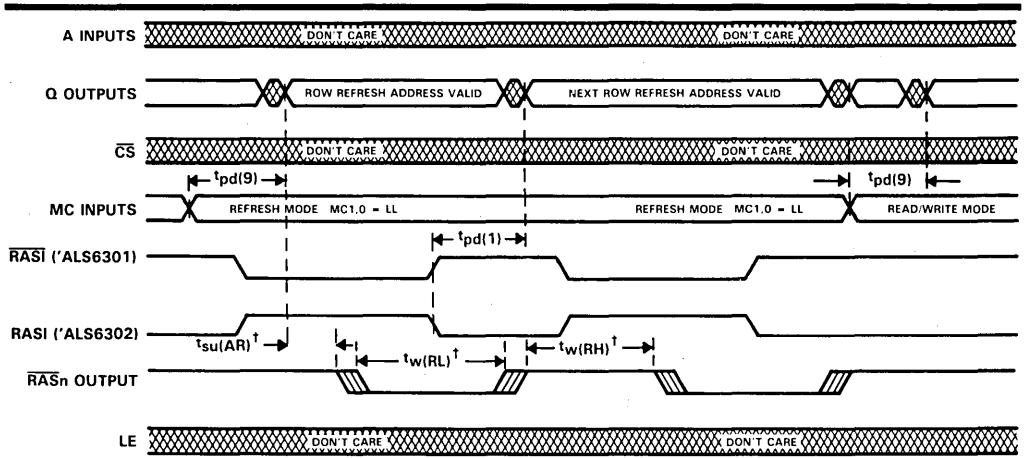 A INPUTS DON'T CARE DON'T CARE
Q OUTPUTS ROW REFRESH ADDRESS VALID NEXT ROW REFRESH ADDRESS VALID
CS DON'T CARE DON'T CARE
tpd(9) tpd(9)
MC INPUTS REFRESH MODE MC1,0 = LL REFRESH MODE MC1,0 = LL READ/WRITE MODE
tpd(1)
RASI ('ALS6301)
RASI ('ALS6302)
tsu(AR)† tw(RL)† tw(RH)†
RASn OUTPUT
LE DON'T CARE DON'T CARE